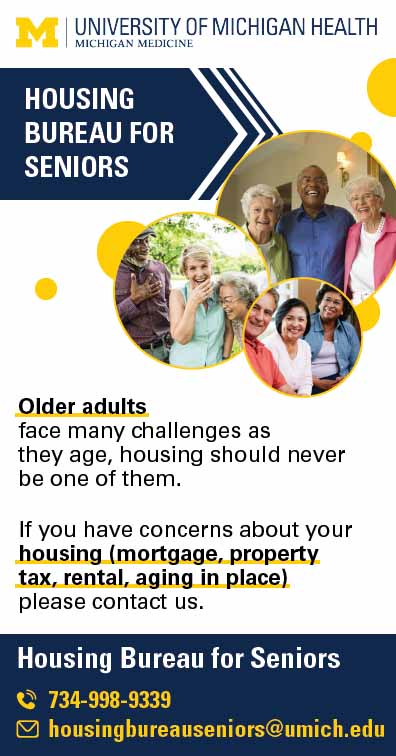 M
UNIVERSITY OF MICHIGAN HEALTH
MICHIGAN MEDICINE
HOUSING
BUREAU FOR
SENIORS
Older adults
face many challenges as
they age, housing should never
be one of them.
If you have concerns about your
housing (mortgage, property
tax, rental, aging in place)
please contact us.
Housing Bureau for Seniors
734-998-9339
housingbureauseniors@umich.edu